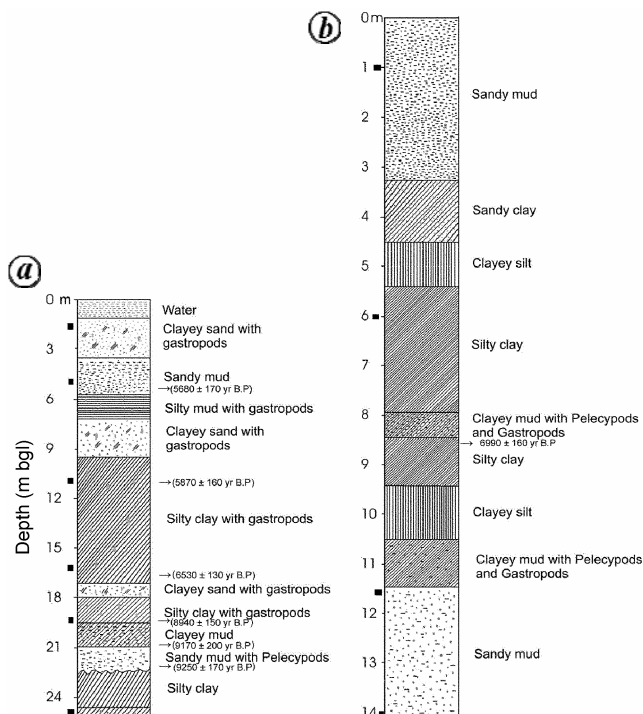 a
Depth (m bgl)
0 m
3
6
9
12
15
18
21
24
Water
Clayey sand with
gastropods
Sandy mud
→(5680 ± 170 yr B.P)
Silty mud with gastropods
Clayey sand with
gastropods
→(5870 ± 160 yr B.P)
Silty clay with gastropods
→(6530 ± 130 yr B.P)
Clayey sand with gastropods
Silty clay with gastropods
→(8940 ± 150 yr B.P)
Clayey mud
→(9170 ± 200 yr B.P)
Sandy mud with Pelecypods
→(9250 ± 170 yr B.P)
Silty clay
b
0 m
1
2
3
4
5
6
7
8
9
10
11
12
13
14
Sandy mud
Sandy clay
Clayey silt
Silty clay
Clayey mud with Pelecypods
and Gastropods
→ 6990 ± 160 yr B.P
Silty clay
Clayey silt
Clayey mud with Pelecypods
and Gastropods
Sandy mud